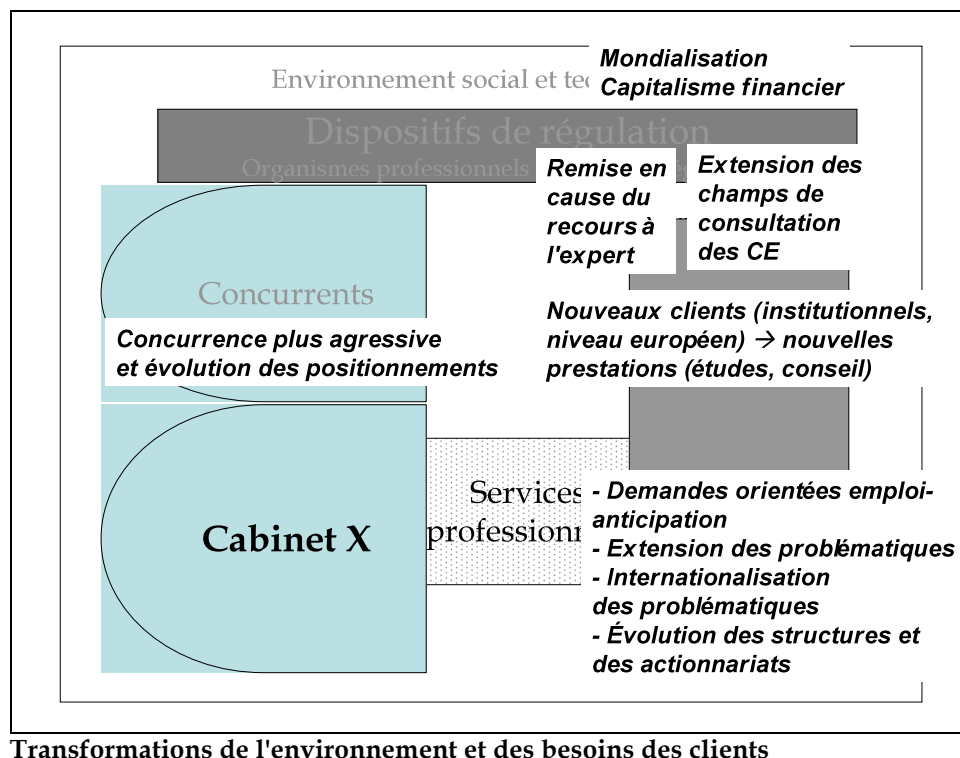 Mondialisation
Capitalisme financier
Environnement social et
Dispositifs de régulation
Organismes professionnels
Remise en
cause du
recours à
l'expert
Extension des
champs de
consultation
des CE
Concurrents
Concurrence plus agressive
et évolution des positionnements
Nouveaux clients (institutionnels,
niveau européen) → nouvelles
prestations (études, conseil)
Services
Cabinet X
- Demandes orientées emploi-
anticipation
- Extension des problématiques
- Internationalisation
des problématiques
- Évolution des structures et
des actionnariats
Transformations de l'environnement et des besoins des clients